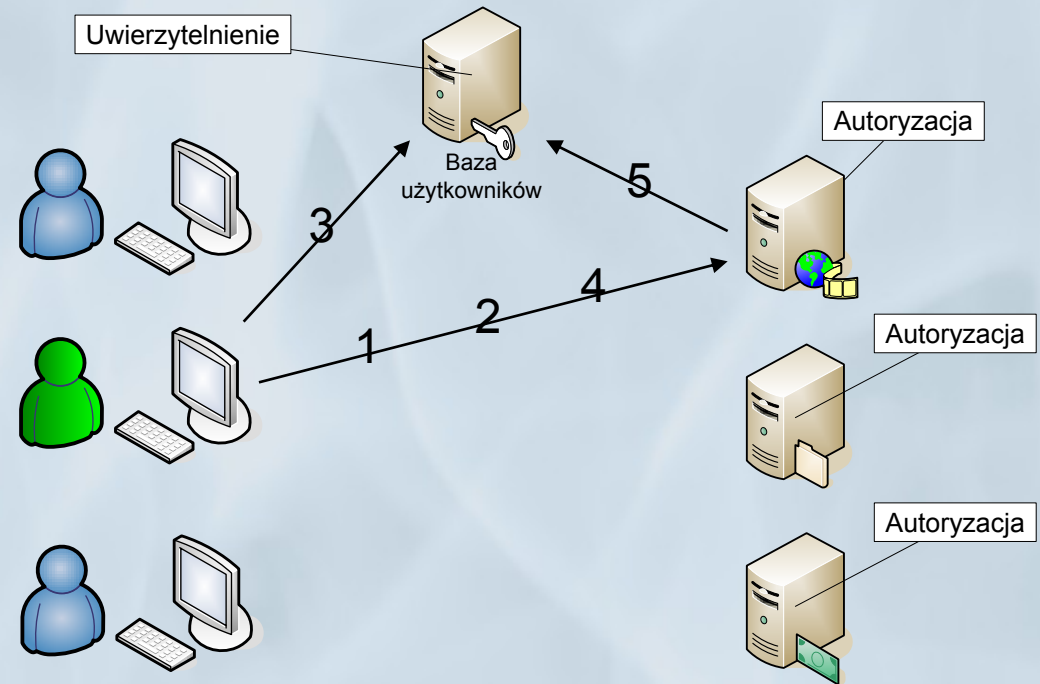 Uwierzytelnienie
Baza
użytkowników
Autoryzacja
3
5
1
2
4
Autoryzacja
Autoryzacja